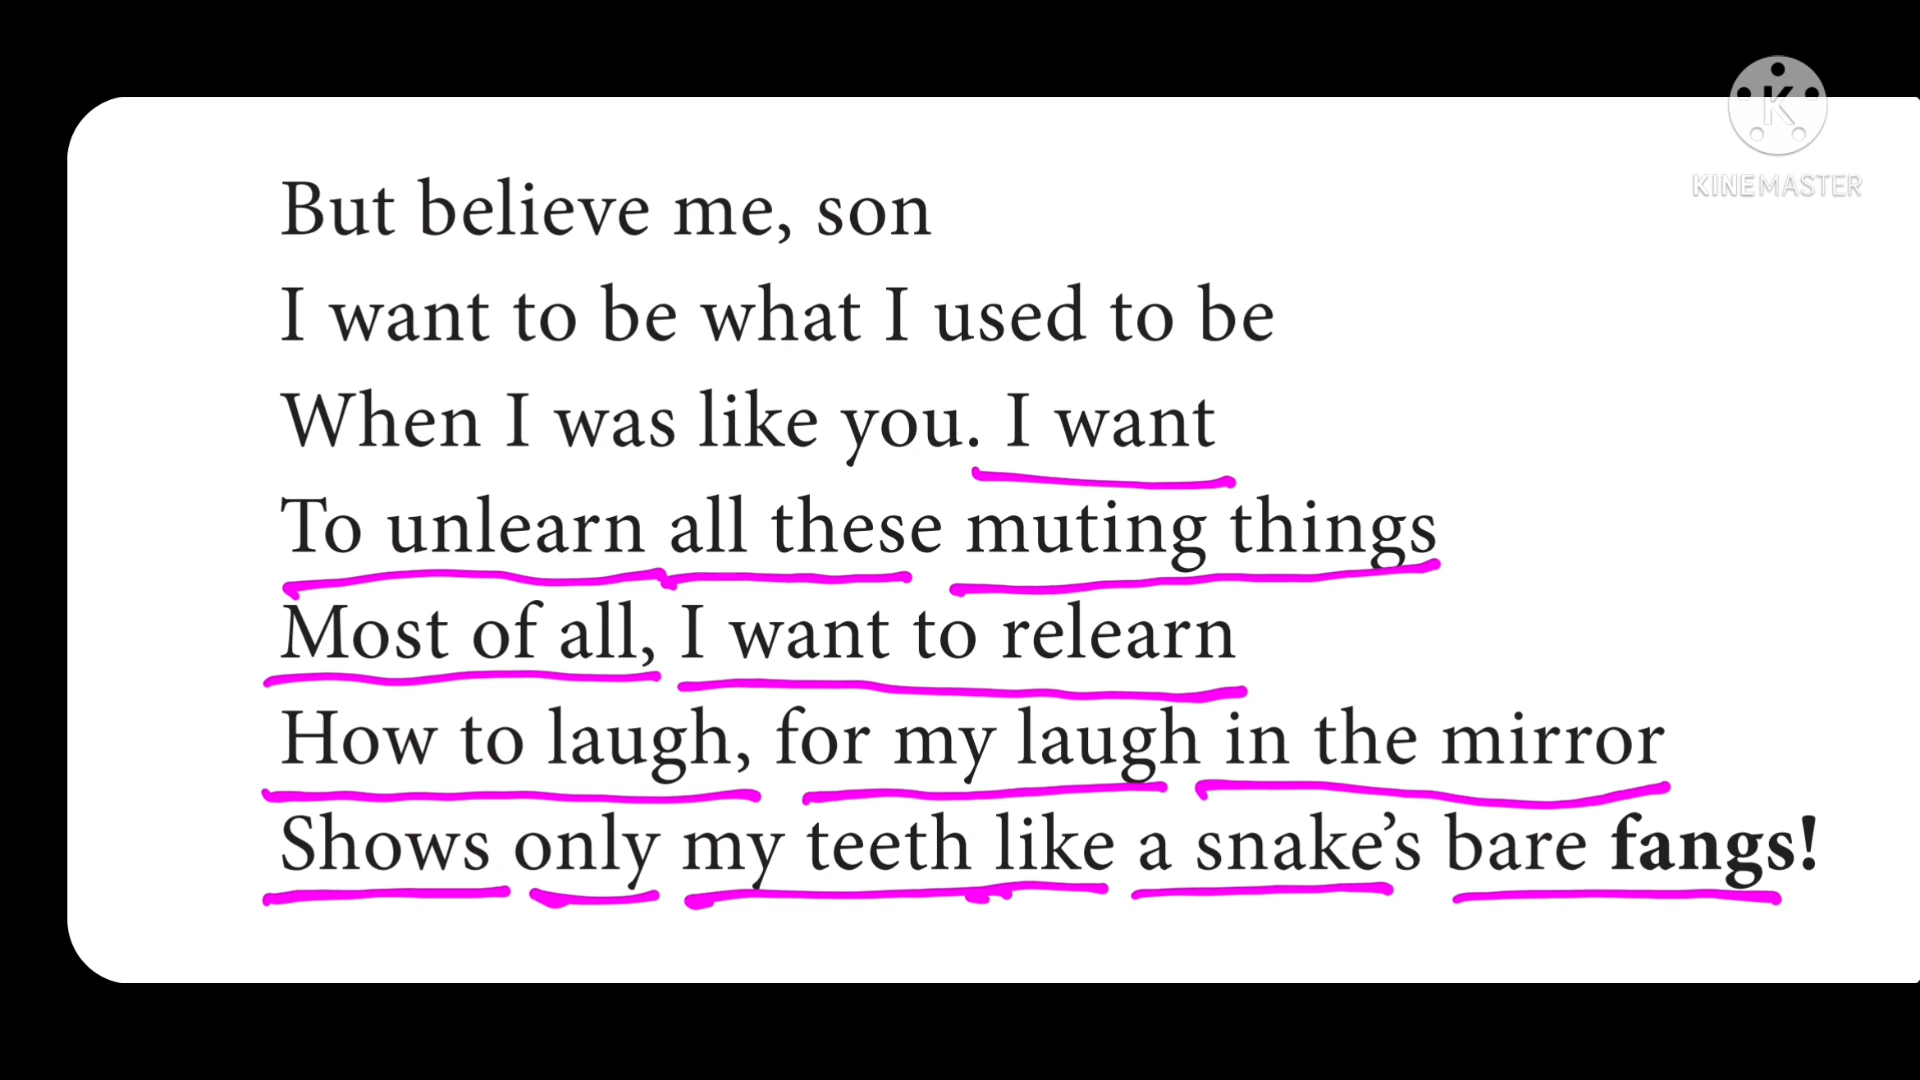 K
KINEMASTER
But believe me, son
I want to be what I used to be
When I was like you. I want
To unlearn all these muting things
Most of all, I want to relearn
How to laugh, for my laugh in the mirror
Shows only my teeth like a snake’s bare fangs!